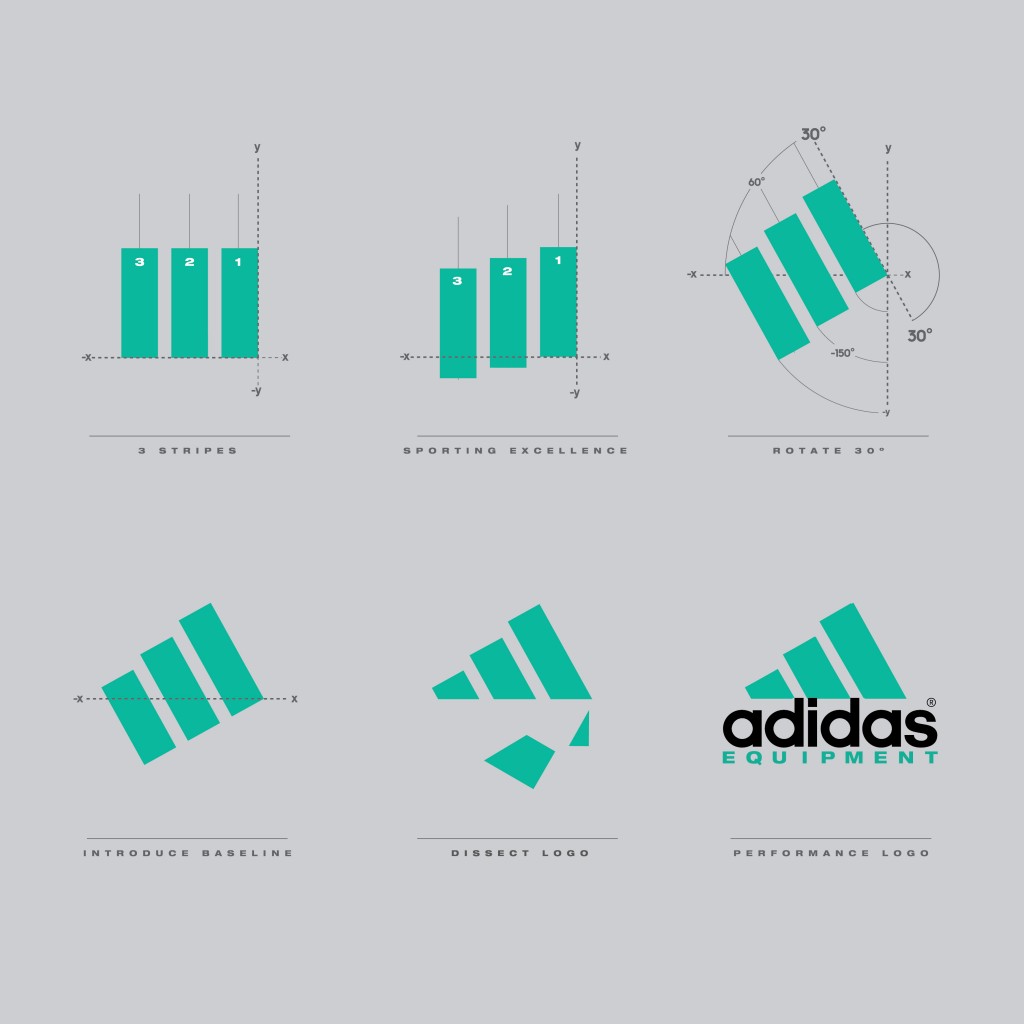 y
3 2 1
-x x
-y
3 STRIPES
y
3 2 1
-x x
-y
SPORTING EXCELLENCE
30°
60°
y
-x x
30°
-150°
-y
ROTATE 30°
-x x
INTRODUCE BASELINE
DISSECT LOGO
adidas®
EQUIPMENT
PERFORMANCE LOGO